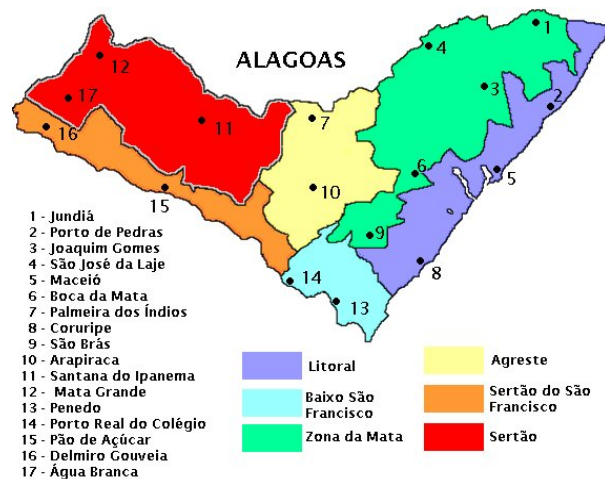 ALAGOAS
1
4
12
3
2
17
7
11
16
6
5
15
10
9
8
14
13
1 - Jundiá
2 - Porto de Pedras
3 - Joaquim Gomes
4 - São José da Laje
5 - Maceió
6 - Boca da Mata
7 - Palmeira dos Índios
8 - Coruripe
9 - São Brás
10 - Arapiraca
11 - Santana do Ipanema
12 - Mata Grande
13 - Penedo
14 - Porto Real do Colégio
15 - Pão de Açúcar
16 - Delmiro Gouveia
17 - Água Branca
Litoral
Baixo São
Francisco
Zona da Mata
Agreste
Sertão do São
Francisco
Sertão